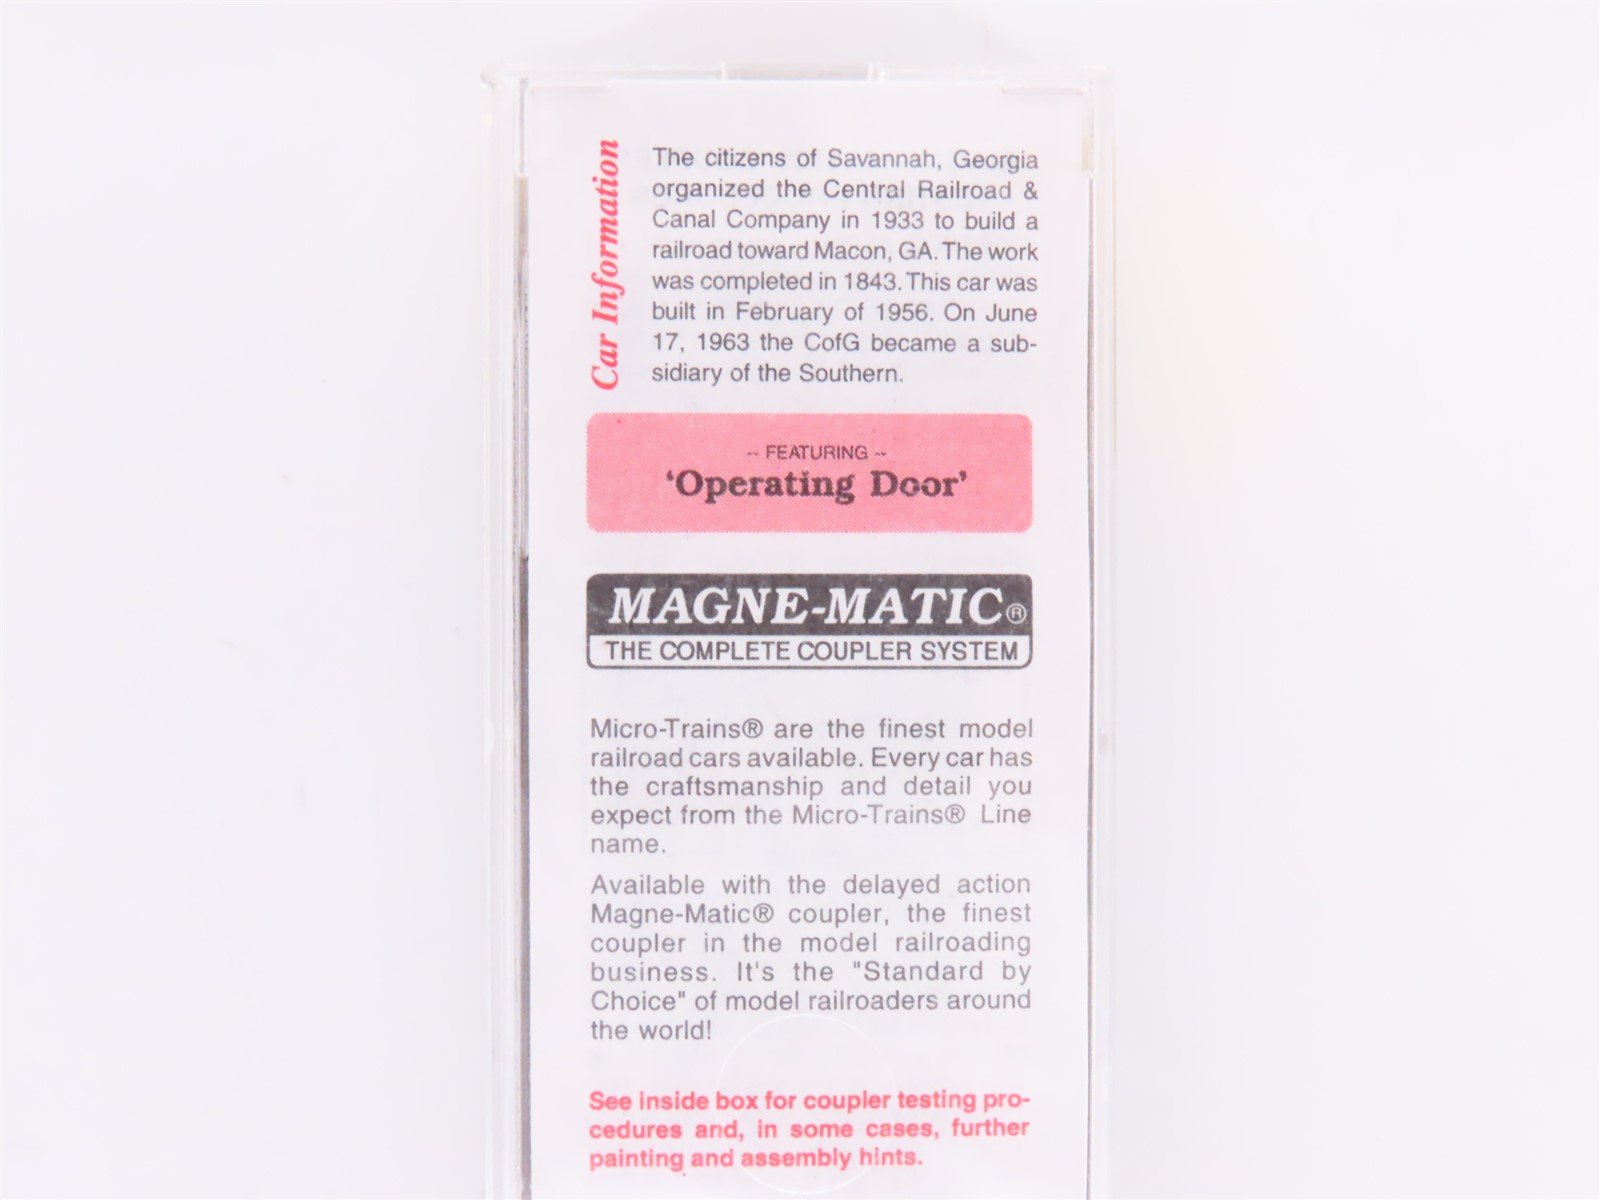 Car Information
The citizens of Savannah, Georgia
organized the Central Railroad &
Canal Company in 1933 to build a
railroad toward Macon, GA. The work
was completed in 1843. This car was
built in February of 1956. On June
17, 1963 the CofG became a sub-
sidiary of the Southern.
-- FEATURING --
'Operating Door'
MAGNE-MATIC®
THE COMPLETE COUPLER SYSTEM
Micro-Trains® are the finest model
railroad cars available. Every car has
the craftsmanship and detail you
expect from the Micro-Trains® Line
name.
Available with the delayed action
Magne-Matic® coupler, the finest
coupler in the model railroading
business. It's the "Standard by
Choice" of model railroaders around
the world!
See inside box for coupler testing pro-
cedures and, in some cases, further
painting and assembly hints.